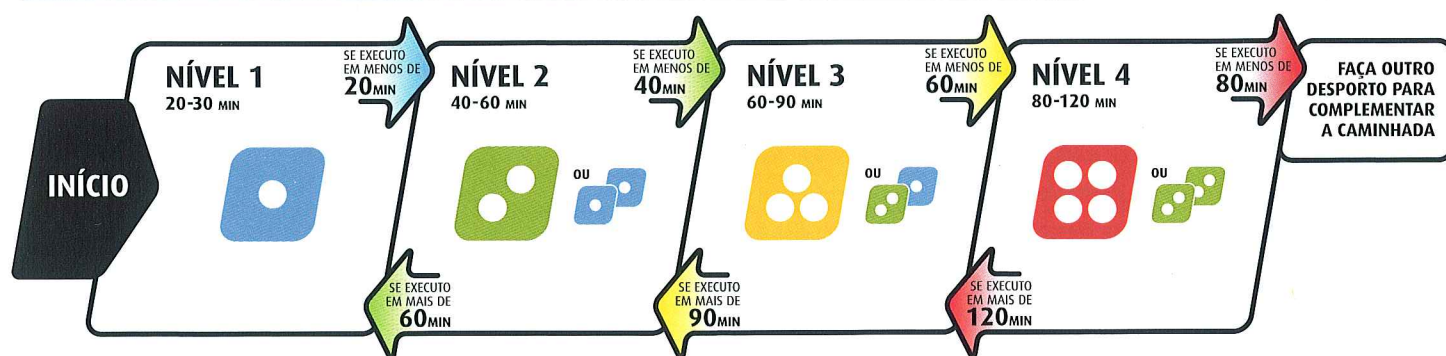 INÍCIO
NÍVEL 1
20-30 MIN
SE EXECUTO
EM MENOS DE
20MIN
NÍVEL 2
40-60 MIN
OU
SE EXECUTO
EM MAIS DE
60MIN
SE EXECUTO
EM MENOS DE
40MIN
NÍVEL 3
60-90 MIN
OU
SE EXECUTO
EM MAIS DE
90MIN
SE EXECUTO
EM MENOS DE
60MIN
NÍVEL 4
80-120 MIN
OU
SE EXECUTO
EM MAIS DE
120MIN
SE EXECUTO
EM MENOS DE
80MIN
FAÇA OUTRO
DESPORTO PARA
COMPLEMENTAR
A CAMINHADA